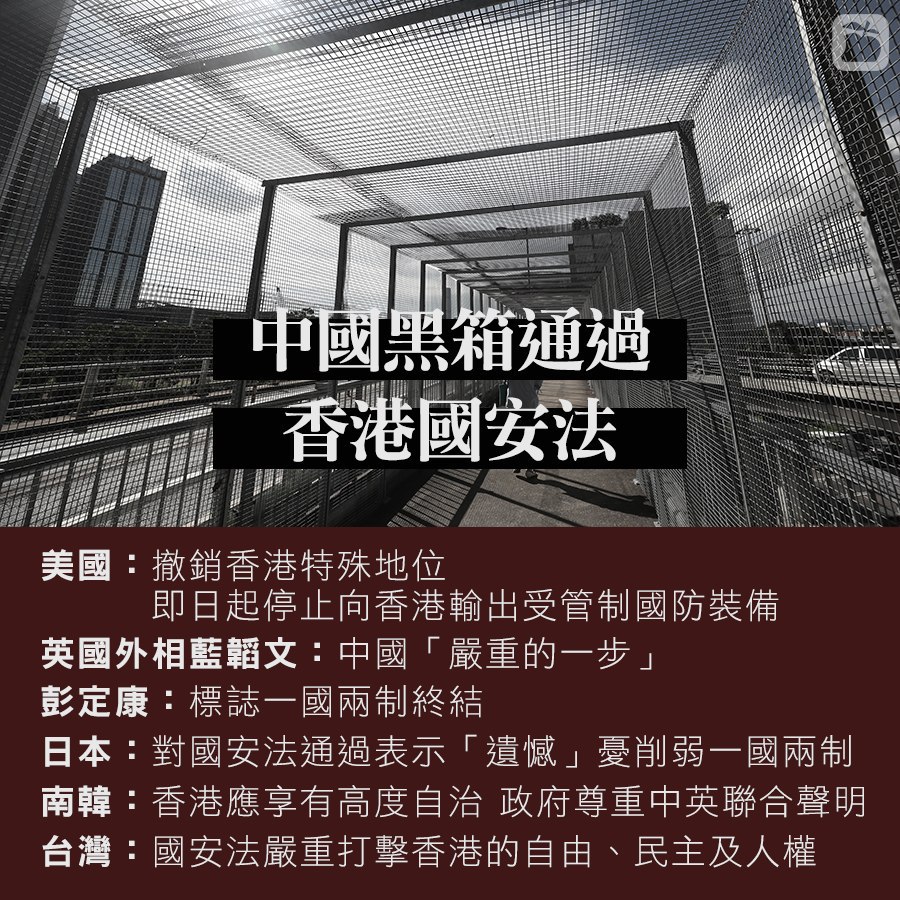 中國黑箱通過
香港國安法
美國：撤銷香港特殊地位
即日起停止向香港輸出受管制國防裝備
英國外相藍韜文：中國「嚴重的一步」
彭定康：標誌一國兩制終結
日本：對國安法通過表示「遺憾」憂削弱一國兩制
南韓：香港應享有高度自治 政府尊重中英聯合聲明
台灣：國安法嚴重打擊香港的自由、民主及人權